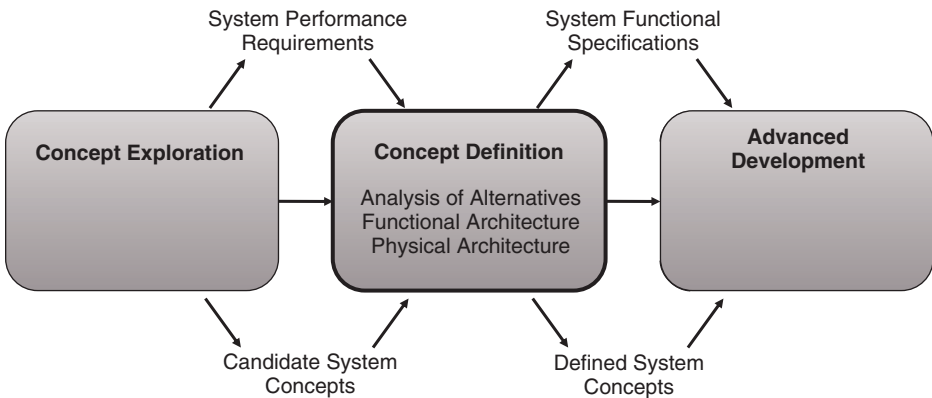 System Performance
Requirements
System Functional
Specifications
Concept Exploration
Concept Definition
Analysis of Alternatives
Functional Architecture
Physical Architecture
Advanced
Development
Candidate System
Concepts
Defined System
Concepts